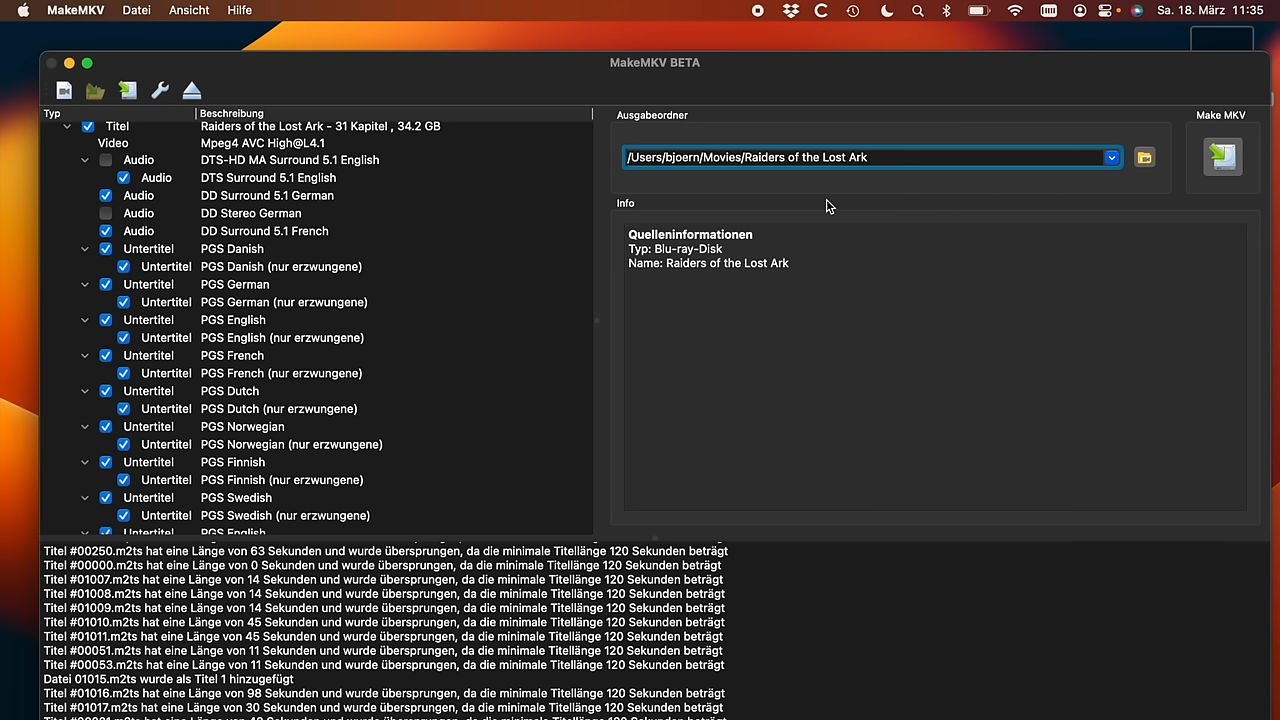 MakeMKV Datei Ansicht Hilfe Sa. 18. März 11:35
MakeMKV BETA
Typ Beschreibung
Titel Raiders of the Lost Ark - 31 Kapitel , 34.2 GB
Video Mpeg4 AVC High@L4.1
Audio DTS-HD MA Surround 5.1 English
Audio DTS Surround 5.1 English
Audio DD Surround 5.1 German
Audio DD Stereo German
Audio DD Surround 5.1 French
Untertitel PGS Danish
Untertitel PGS Danish (nur erzwungene)
Untertitel PGS German
Untertitel PGS German (nur erzwungene)
Untertitel PGS English
Untertitel PGS English (nur erzwungene)
Untertitel PGS French
Untertitel PGS French (nur erzwungene)
Untertitel PGS Dutch
Untertitel PGS Dutch (nur erzwungene)
Untertitel PGS Norwegian
Untertitel PGS Norwegian (nur erzwungene)
Untertitel PGS Finnish
Untertitel PGS Finnish (nur erzwungene)
Untertitel PGS Swedish
Untertitel PGS Swedish (nur erzwungene)
Untertitel PGS English
Ausgabeordner
Make MKV
/Users/bjoern/Movies/Raiders of the Lost Ark
Info
Quelleninformationen
Typ: Blu-ray-Disk
Name: Raiders of the Lost Ark
Titel #00250.m2ts hat eine Länge von 63 Sekunden und wurde übersprungen, da die minimale Titellänge 120 Sekunden beträgt
Titel #00000.m2ts hat eine Länge von 0 Sekunden und wurde übersprungen, da die minimale Titellänge 120 Sekunden beträgt
Titel #01007.m2ts hat eine Länge von 14 Sekunden und wurde übersprungen, da die minimale Titellänge 120 Sekunden beträgt
Titel #01008.m2ts hat eine Länge von 14 Sekunden und wurde übersprungen, da die minimale Titellänge 120 Sekunden beträgt
Titel #01009.m2ts hat eine Länge von 14 Sekunden und wurde übersprungen, da die minimale Titellänge 120 Sekunden beträgt
Titel #01010.m2ts hat eine Länge von 45 Sekunden und wurde übersprungen, da die minimale Titellänge 120 Sekunden beträgt
Titel #01011.m2ts hat eine Länge von 45 Sekunden und wurde übersprungen, da die minimale Titellänge 120 Sekunden beträgt
Titel #00051.m2ts hat eine Länge von 11 Sekunden und wurde übersprungen, da die minimale Titellänge 120 Sekunden beträgt
Titel #00053.m2ts hat eine Länge von 11 Sekunden und wurde übersprungen, da die minimale Titellänge 120 Sekunden beträgt
Datei 01015.m2ts wurde als Titel 1 hinzugefügt
Titel #01016.m2ts hat eine Länge von 98 Sekunden und wurde übersprungen, da die minimale Titellänge 120 Sekunden beträgt
Titel #01017.m2ts hat eine Länge von 30 Sekunden und wurde übersprungen, da die minimale Titellänge 120 Sekunden beträgt